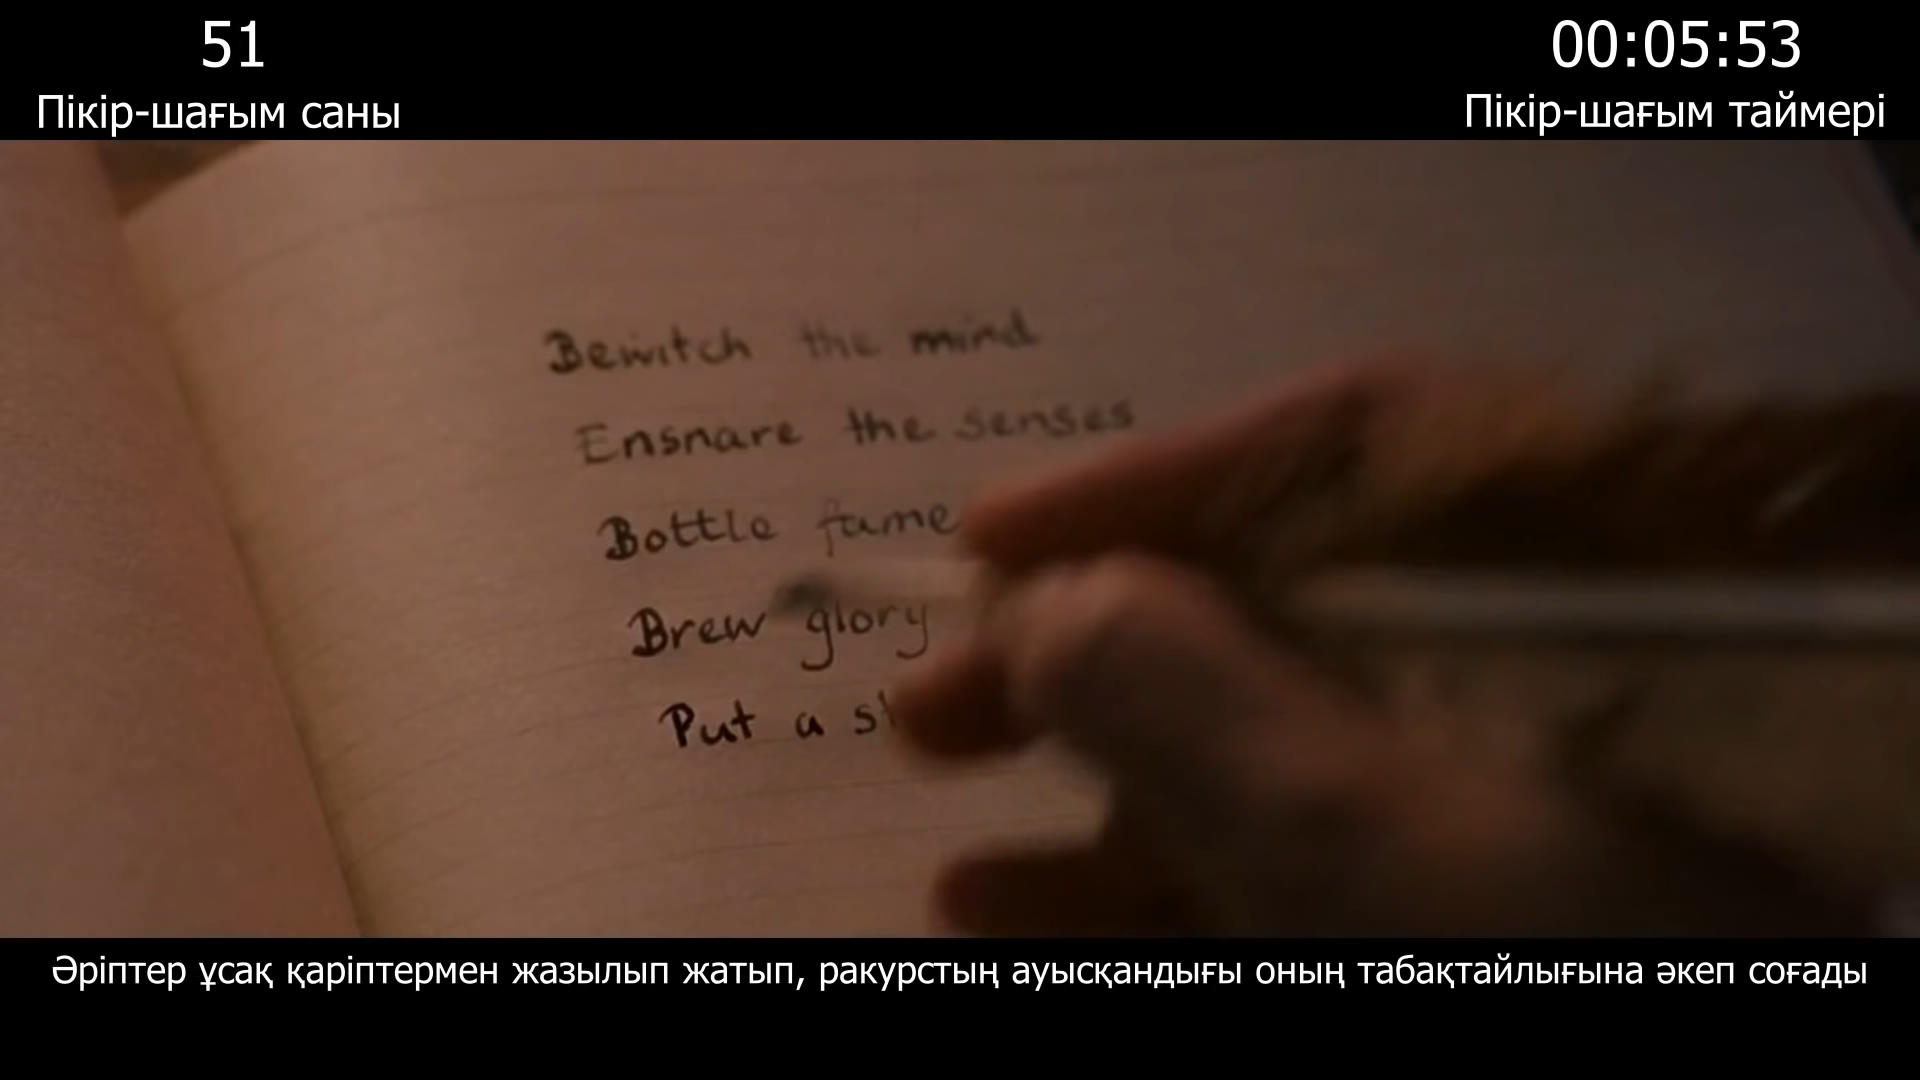 51
Пікір-шағым саны
00:05:53
Пікір-шағым таймері
Bewitch the mind
Ensnare the senses
Bottle fame
Brew glory
Put a
Әріптер ұсақ қаріптермен жазылып жатып, ракурстың ауысқандығы оның табақтайлығына әкеп соғады